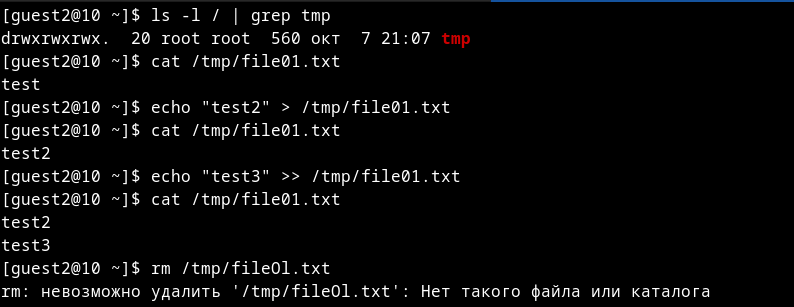 [guest2@10 ~]$ ls -l / | grep tmp
drwxrwxrwx.  20 root root  560 окт  7 21:07 tmp
[guest2@10 ~]$ cat /tmp/file01.txt
test
[guest2@10 ~]$ echo "test2" > /tmp/file01.txt
[guest2@10 ~]$ cat /tmp/file01.txt
test2
[guest2@10 ~]$ echo "test3" >> /tmp/file01.txt
[guest2@10 ~]$ cat /tmp/file01.txt
test2
test3
[guest2@10 ~]$ rm /tmp/fileOl.txt
rm: невозможно удалить '/tmp/fileOl.txt': Нет такого файла или каталога